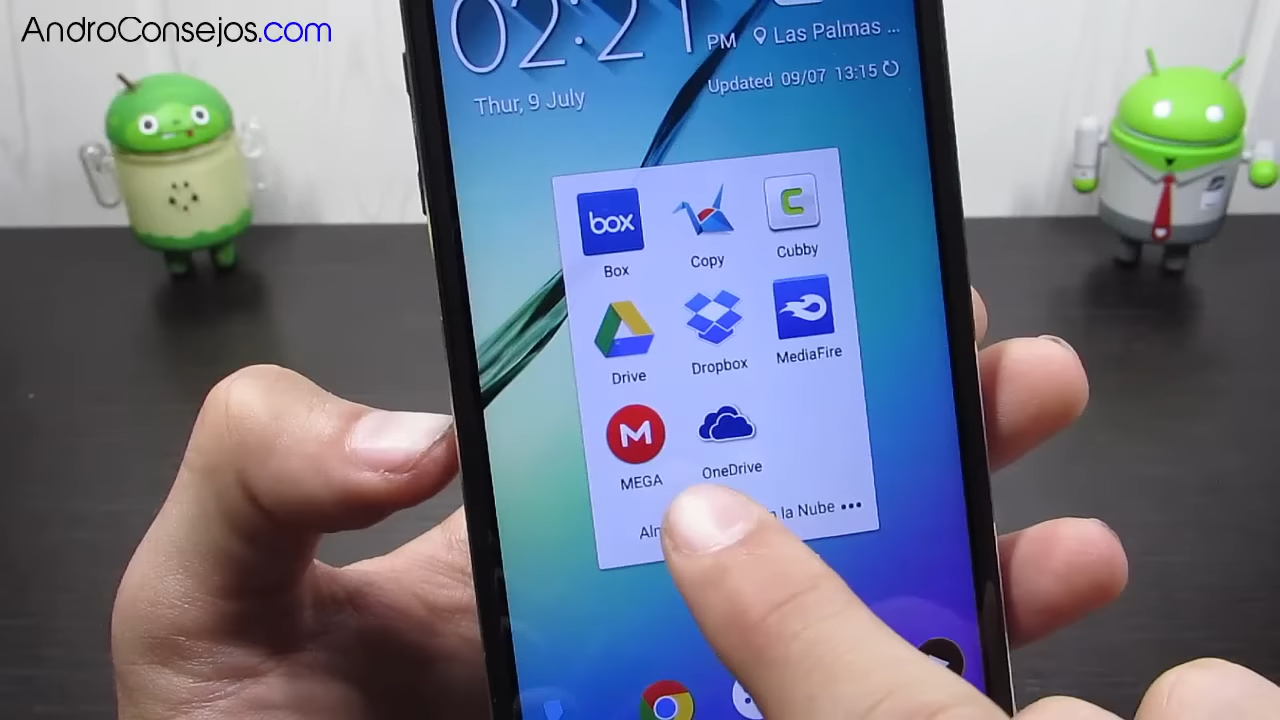 AndroConsejos.com
02:21 PM
Las Palmas ...
Thur, 9 July
Updated 09/07 13:15
box
Box
Copy
C
Cubby
Drive
Dropbox
MediaFire
M
MEGA
OneDrive
la Nube